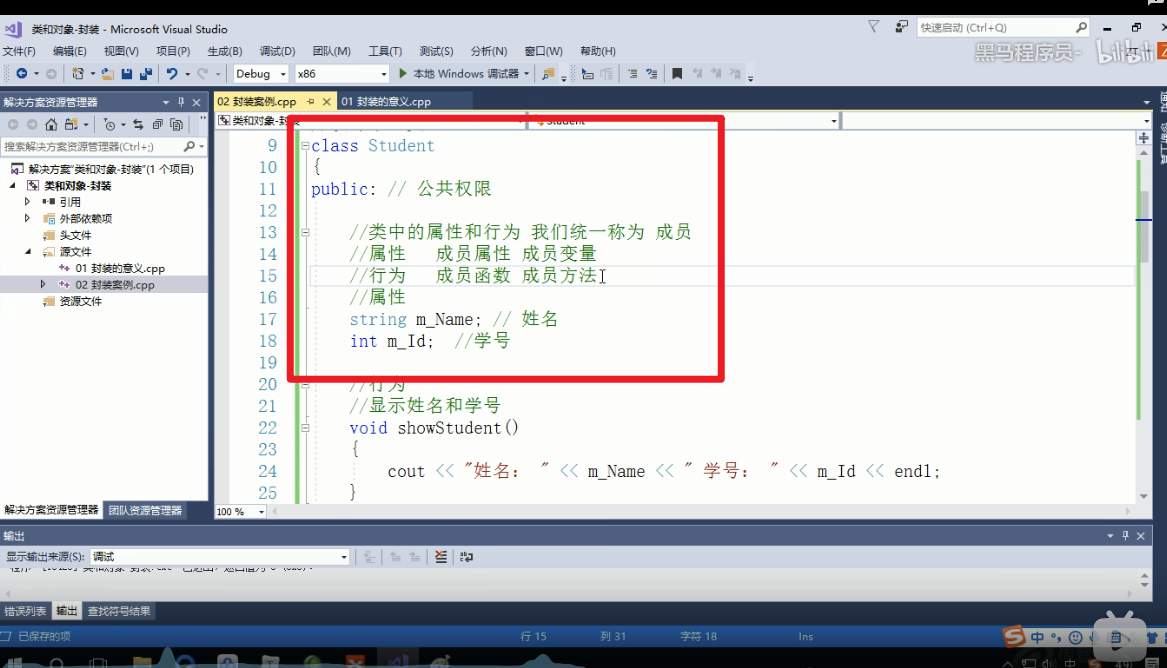 类和对象-封装 - Microsoft Visual Studio
快速启动 (Ctrl+Q)
文件(F) 编辑(E) 视图(V) 项目(P) 生成(B) 调试(D) 团队(M) 工具(T) 测试(S) 分析(N) 窗口(W) 帮助(H)
黑马程序员- bilibili
Debug x86 本地 Windows 调试器
解决方案资源管理器
02 封装案例.cpp 01 封装的意义.cpp
类和对象-封装 Student
搜索解决方案资源管理器(Ctrl+;)
解决方案"类和对象-封装"(1 个项目)
类和对象-封装
引用
外部依赖项
头文件
源文件
01 封装的意义.cpp
02 封装案例.cpp
资源文件
9 class Student
10 {
11 public: // 公共权限
12
13 //类中的属性和行为 我们统一称为 成员
14 //属性 成员属性 成员变量
15 //行为 成员函数 成员方法
16 //属性
17 string m_Name; // 姓名
18 int m_Id; //学号
19
20 //行为
21 //显示姓名和学号
22 void showStudent()
23 {
24 cout << "姓名： " << m_Name << " 学号： " << m_Id << endl;
25 }
解决方案资源管理器 团队资源管理器
100 %
输出
显示输出来源(S): 调试
错误列表 输出 查找符号结果
已保存的项 行 15 列 31 字符 18 Ins
中